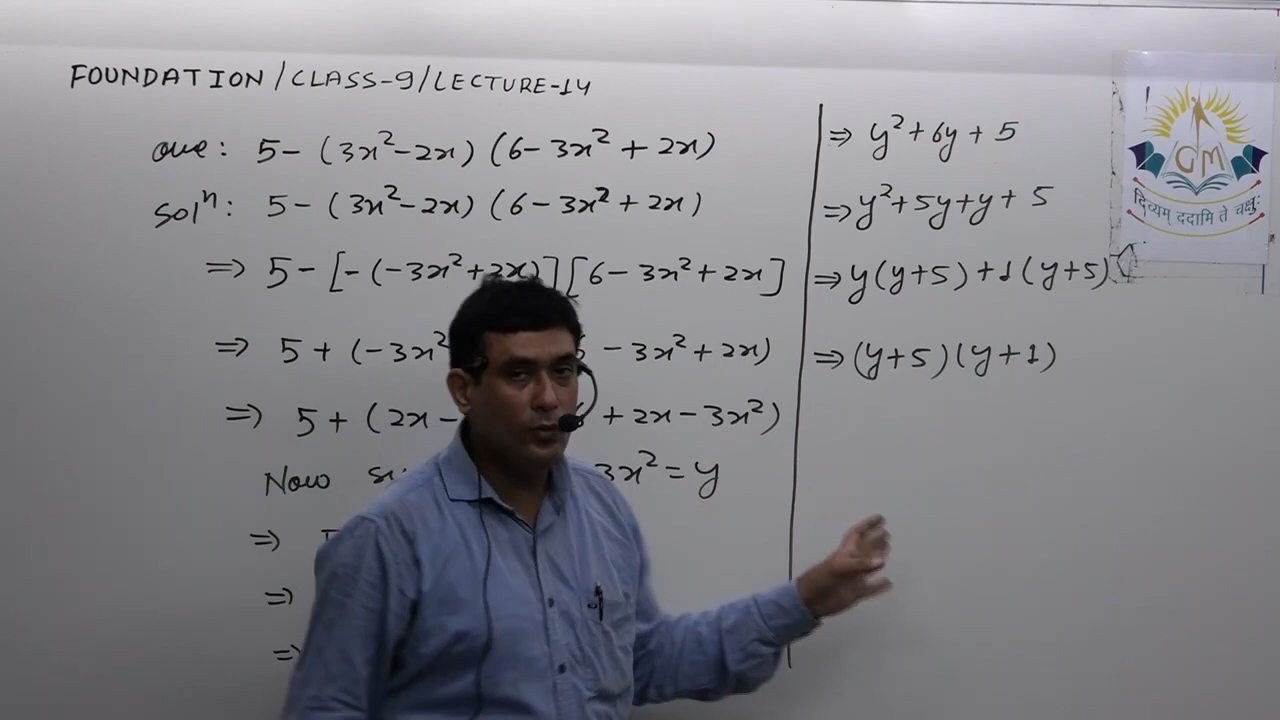 FOUNDATION / CLASS-9 / LECTURE-14
Que: 5 - (3x² - 2x) (6 - 3x² + 2x)
Solⁿ: 5 - (3x² - 2x) (6 - 3x² + 2x)
⇒ 5 - [-(-3x² + 2x)] [6 - 3x² + 2x]
⇒ 5 + (-3x² - 3x² + 2x)
⇒ 5 + (2x - + 2x - 3x²)
Now 3x² = y
⇒
⇒
⇒
⇒ y² + 6y + 5
⇒ y² + 5y + y + 5
⇒ y(y+5) + 1(y+5)
⇒ (y+5)(y+1)
GM
दिव्यम् ददामि ते चक्षुः